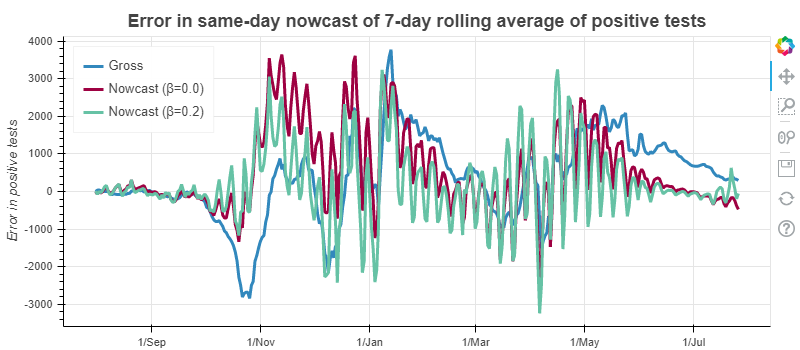 Error in same-day nowcast of 7-day rolling average of positive tests
Error in positive tests
4000
3000
2000
1000
0
-1000
-2000
-3000
Gross
Nowcast (β=0.0)
Nowcast (β=0.2)
1/Sep
1/Nov
1/Jan
1/Mar
1/May
1/Jul